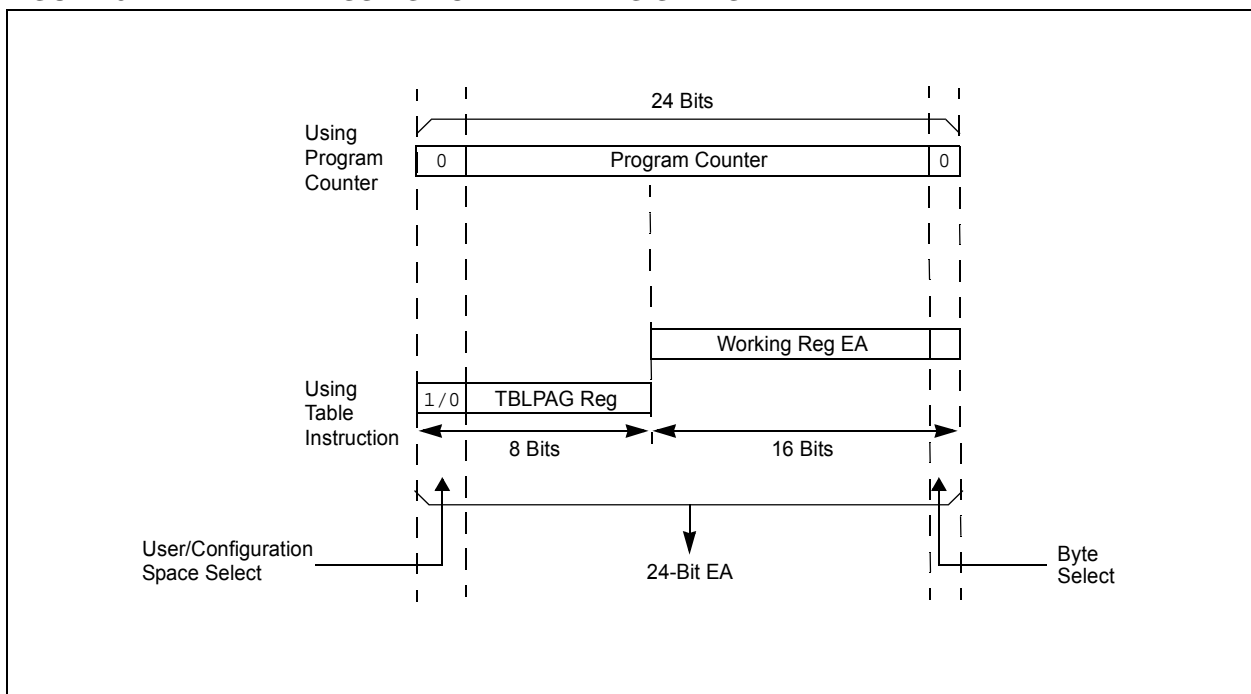 24 Bits
Using
Program
Counter
0
Program Counter
0
Working Reg EA
Using
Table
Instruction
1/0
TBLPAG Reg
8 Bits
16 Bits
User/Configuration
Space Select
24-Bit EA
Byte
Select